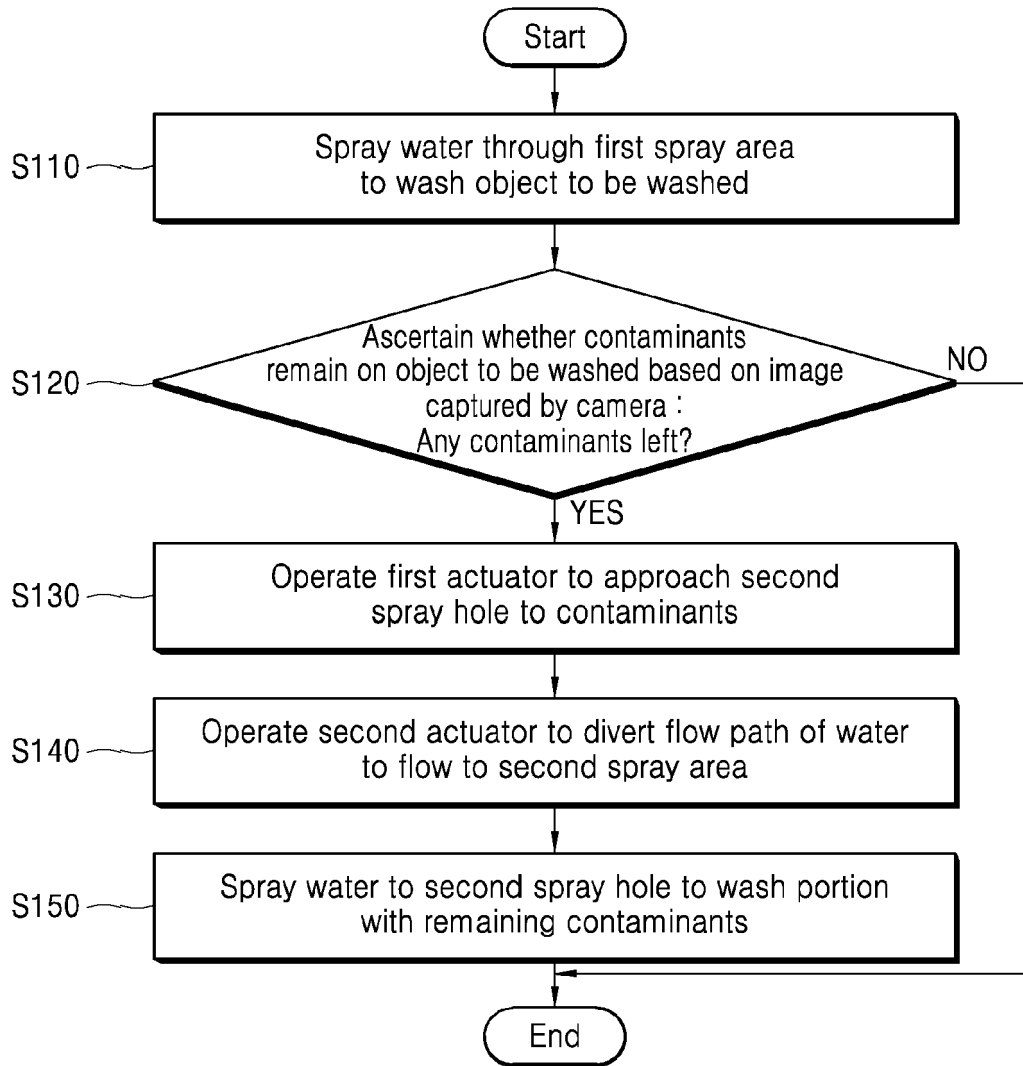 Start
S110
Spray water through first spray area
to wash object to be washed
S120
Ascertain whether contaminants
remain on object to be washed based on image
captured by camera :
Any contaminants left?
NO
YES
S130
Operate first actuator to approach second
spray hole to contaminants
S140
Operate second actuator to divert flow path of water
to flow to second spray area
S150
Spray water to second spray hole to wash portion
with remaining contaminants
End